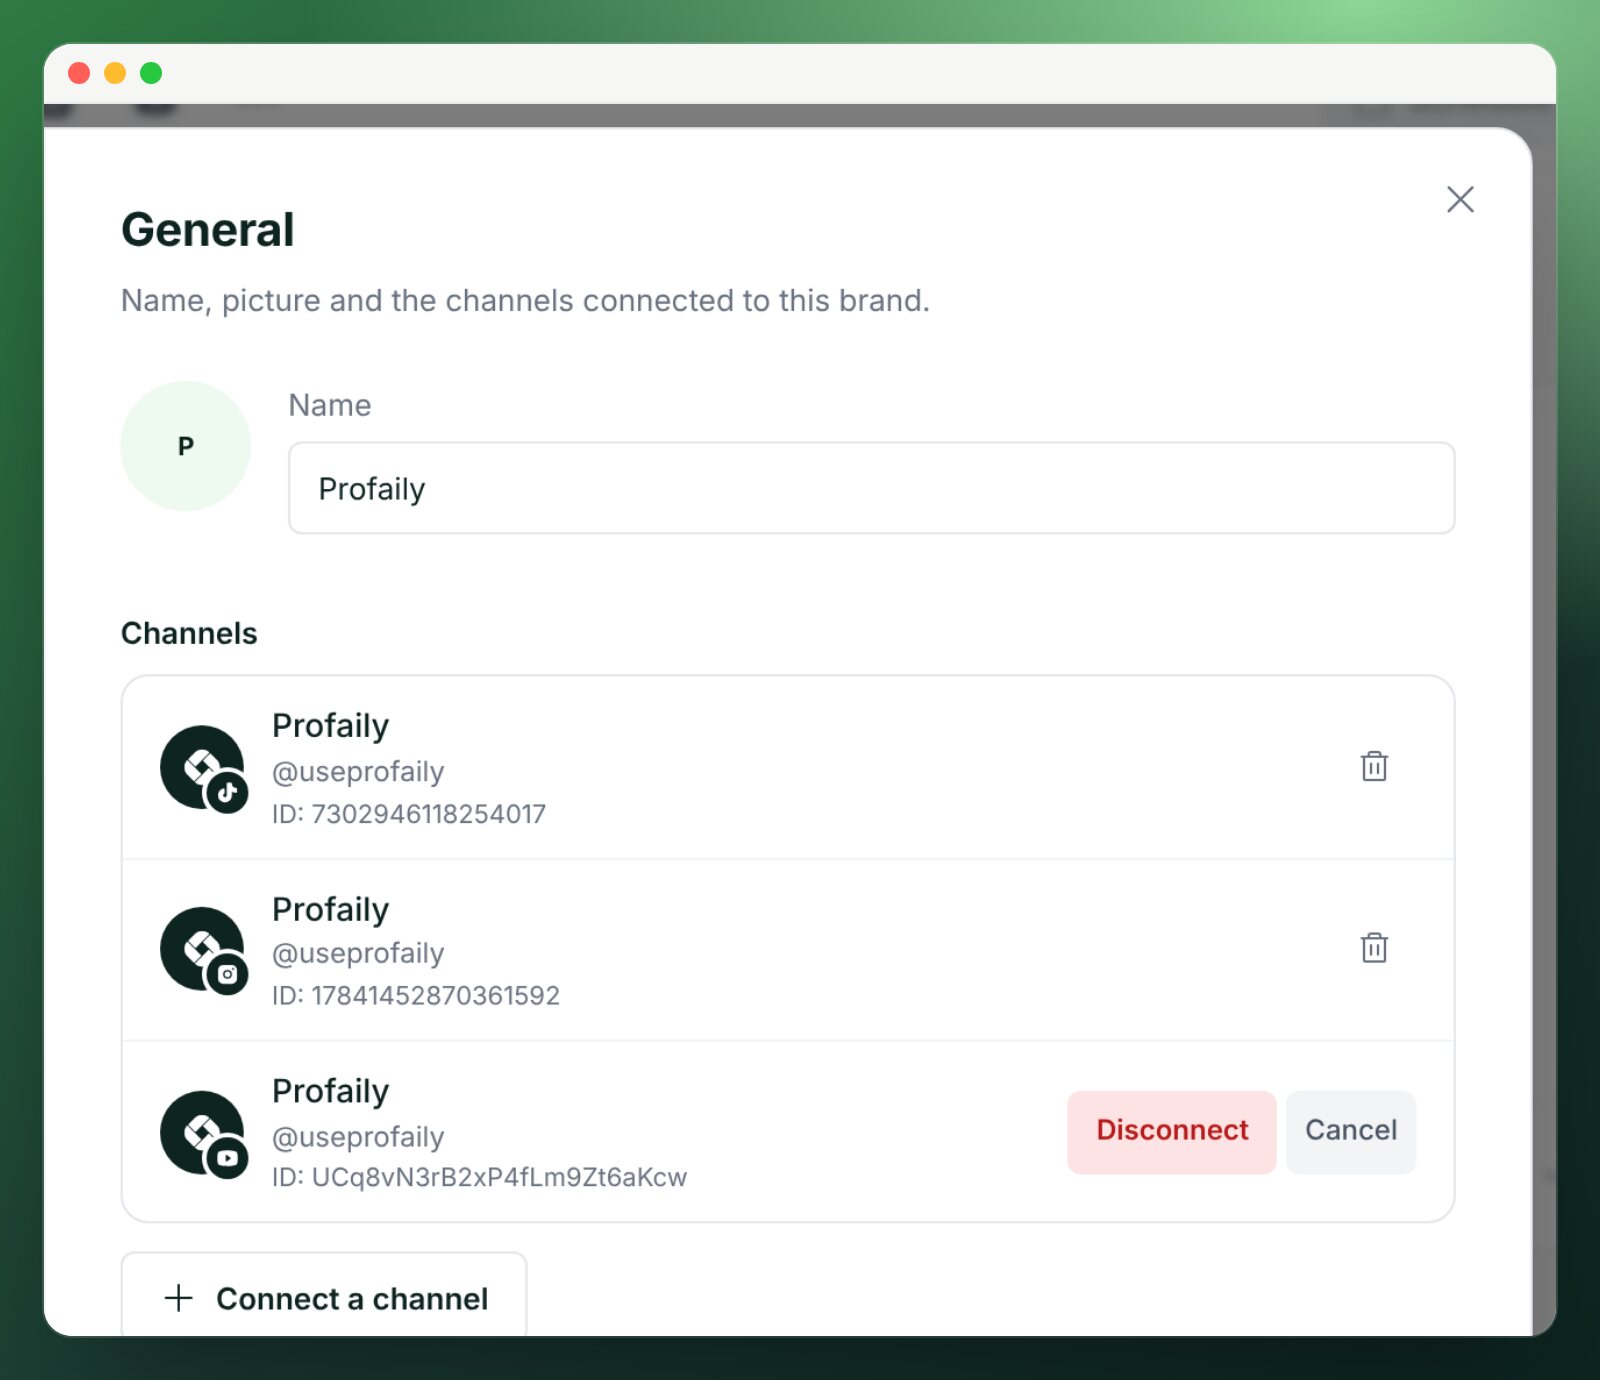 General
Name, picture and the channels connected to this brand.
P
Name
Profaily
Channels
Profaily
@useprofaily
ID: 7302946118254017
Profaily
@useprofaily
ID: 17841452870361592
Profaily
@useprofaily
ID: UCq8vN3rB2xP4fLm9Zt6aKcw
Disconnect
Cancel
Connect a channel